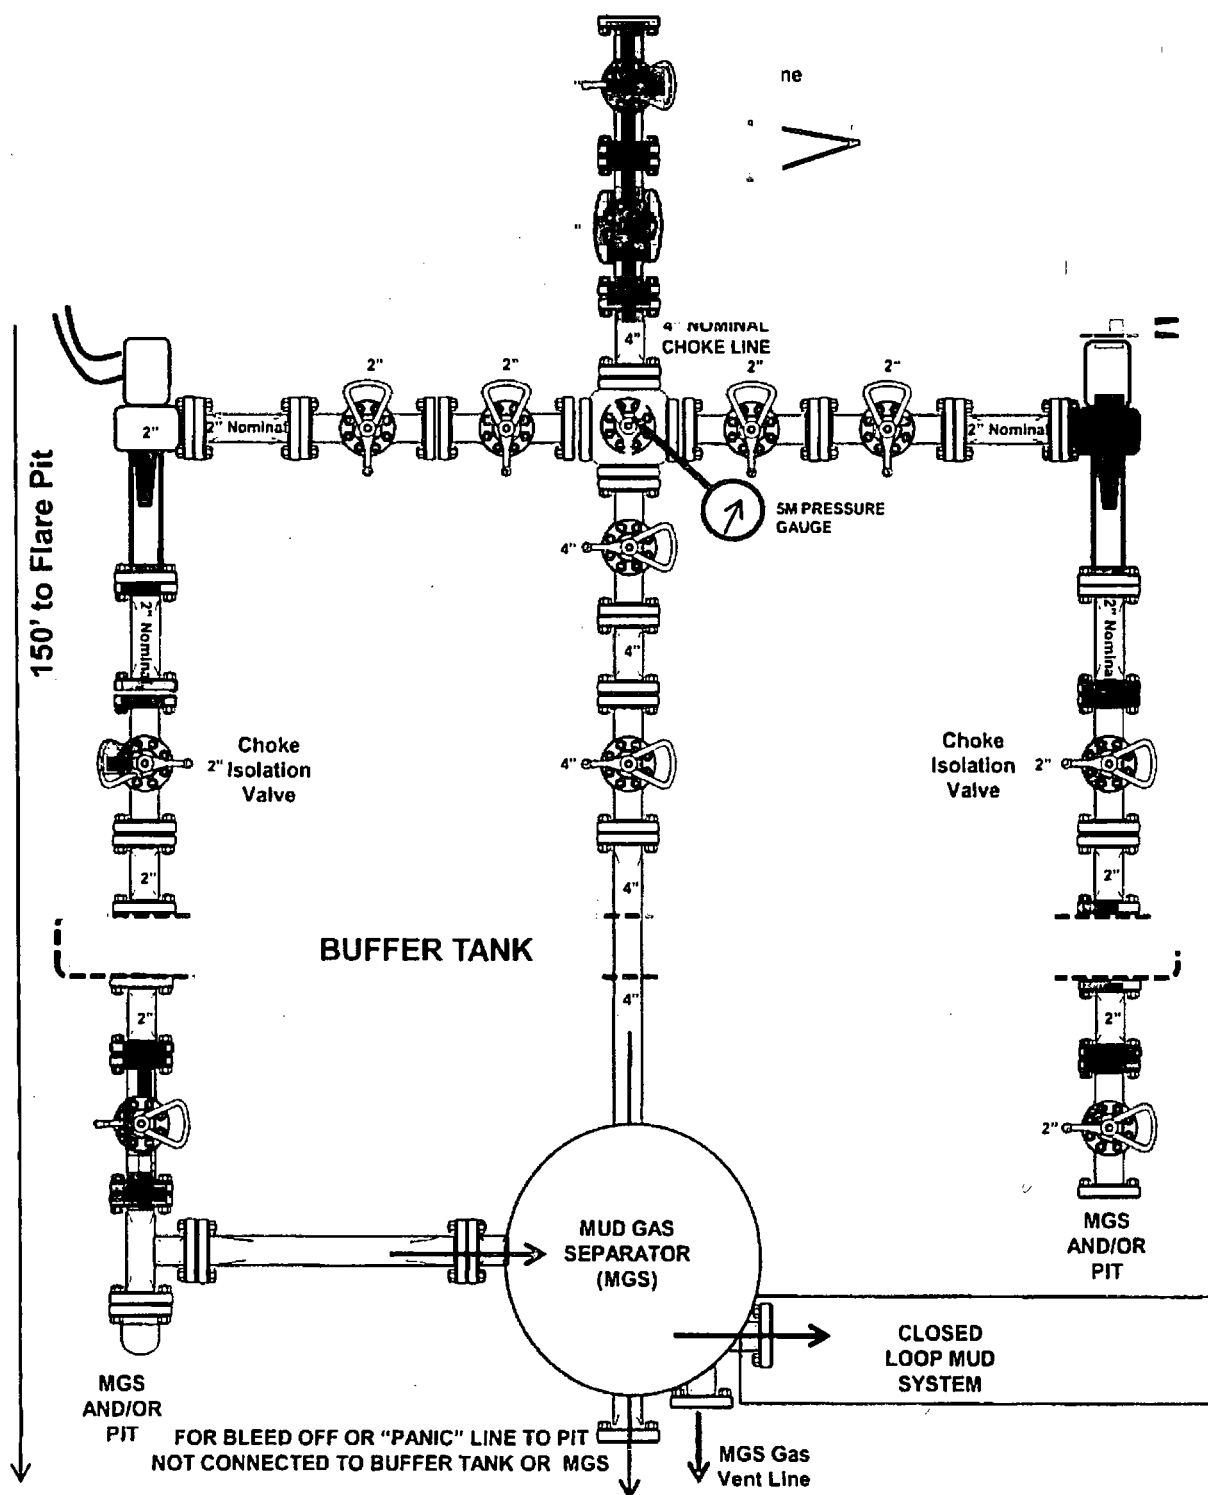 ne
4"
4" NOMINAL
CHOKE LINE
2"
2"
2"
2"
2"
2" Nominal
2" Nominal
5M PRESSURE
GAUGE
4"
150' to Flare Pit
2" Nominal
4"
2" Nominal
Choke
Isolation
Valve
2"
4"
Choke
Isolation
Valve
2"
2"
4"
2"
BUFFER TANK
4"
2"
2"
2"
MUD GAS
SEPARATOR
(MGS)
MGS
AND/OR
PIT
CLOSED
LOOP MUD
SYSTEM
MGS
AND/OR
PIT
FOR BLEED OFF OR "PANIC" LINE TO PIT
NOT CONNECTED TO BUFFER TANK OR MGS
MGS Gas
Vent Line